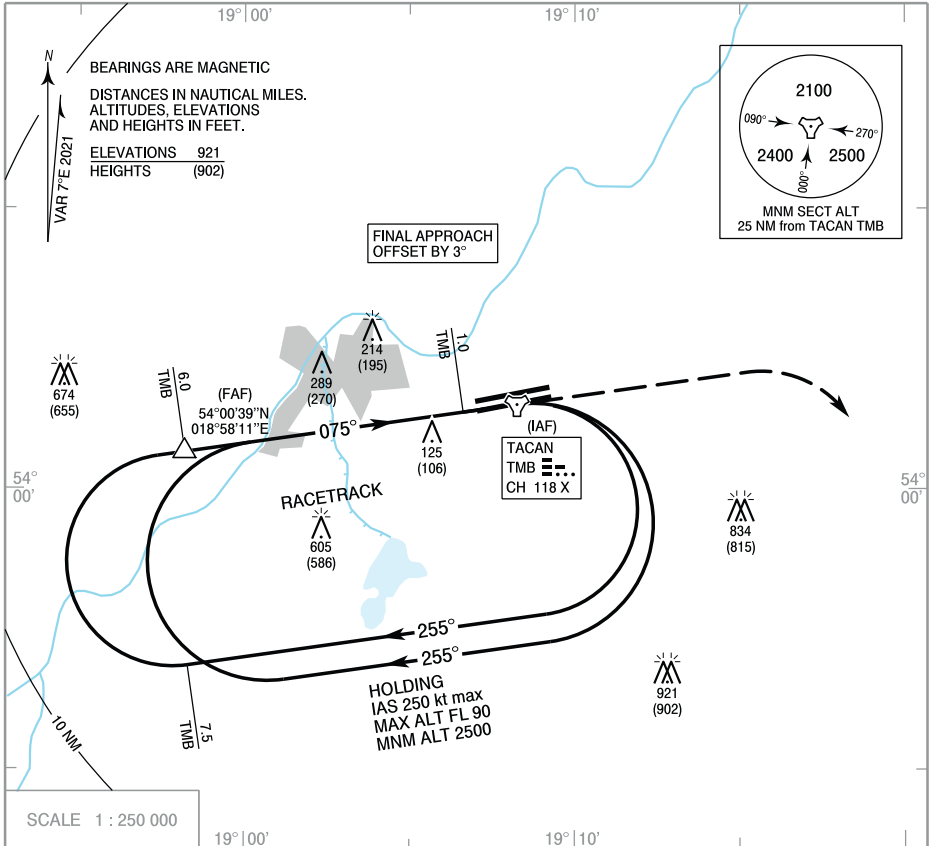 19°00'
19°10'
N
VAR 7°E 2021
BEARINGS ARE MAGNETIC
DISTANCES IN NAUTICAL MILES.
ALTITUDES, ELEVATIONS
AND HEIGHTS IN FEET.
ELEVATIONS 921
HEIGHTS (902)
2100
090°
270°
2400
2500
000°
MNM SECT ALT
25 NM from TACAN TMB
FINAL APPROACH
OFFSET BY 3°
214
(195)
1.0
TMB
674
(655)
6.0
TMB
289
(270)
(FAF)
54°00'39"N
018°58'11"E
075°
125
(106)
(IAF)
TACAN
TMB
CH 118 X
54°
00'
54°
00'
RACETRACK
605
(586)
834
(815)
255°
255°
921
(902)
HOLDING
IAS 250 kt max
MAX ALT FL 90
MNM ALT 2500
7.5
TMB
10 NM
SCALE 1 : 250 000
19°00'
19°10'